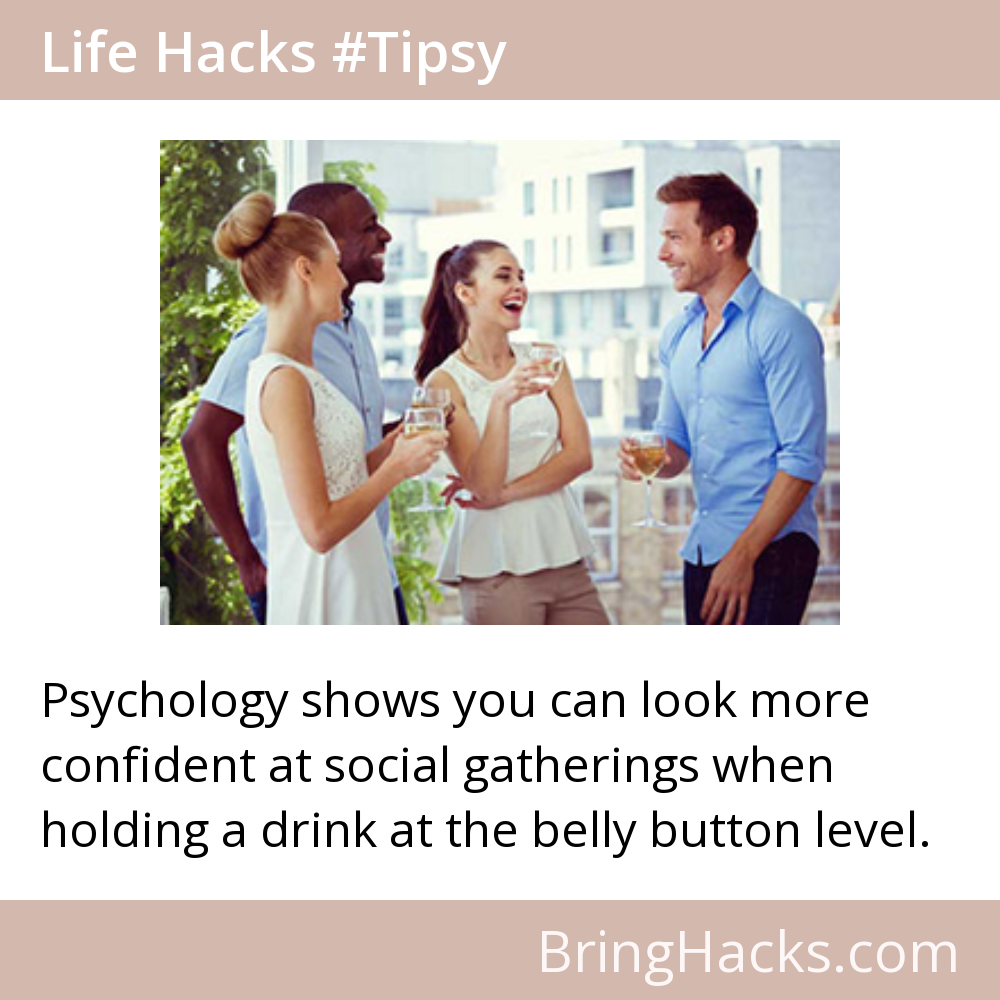 Life Hacks #Tipsy
Psychology shows you can look more
confident at social gatherings when
holding a drink at the belly button level.
BringHacks.com